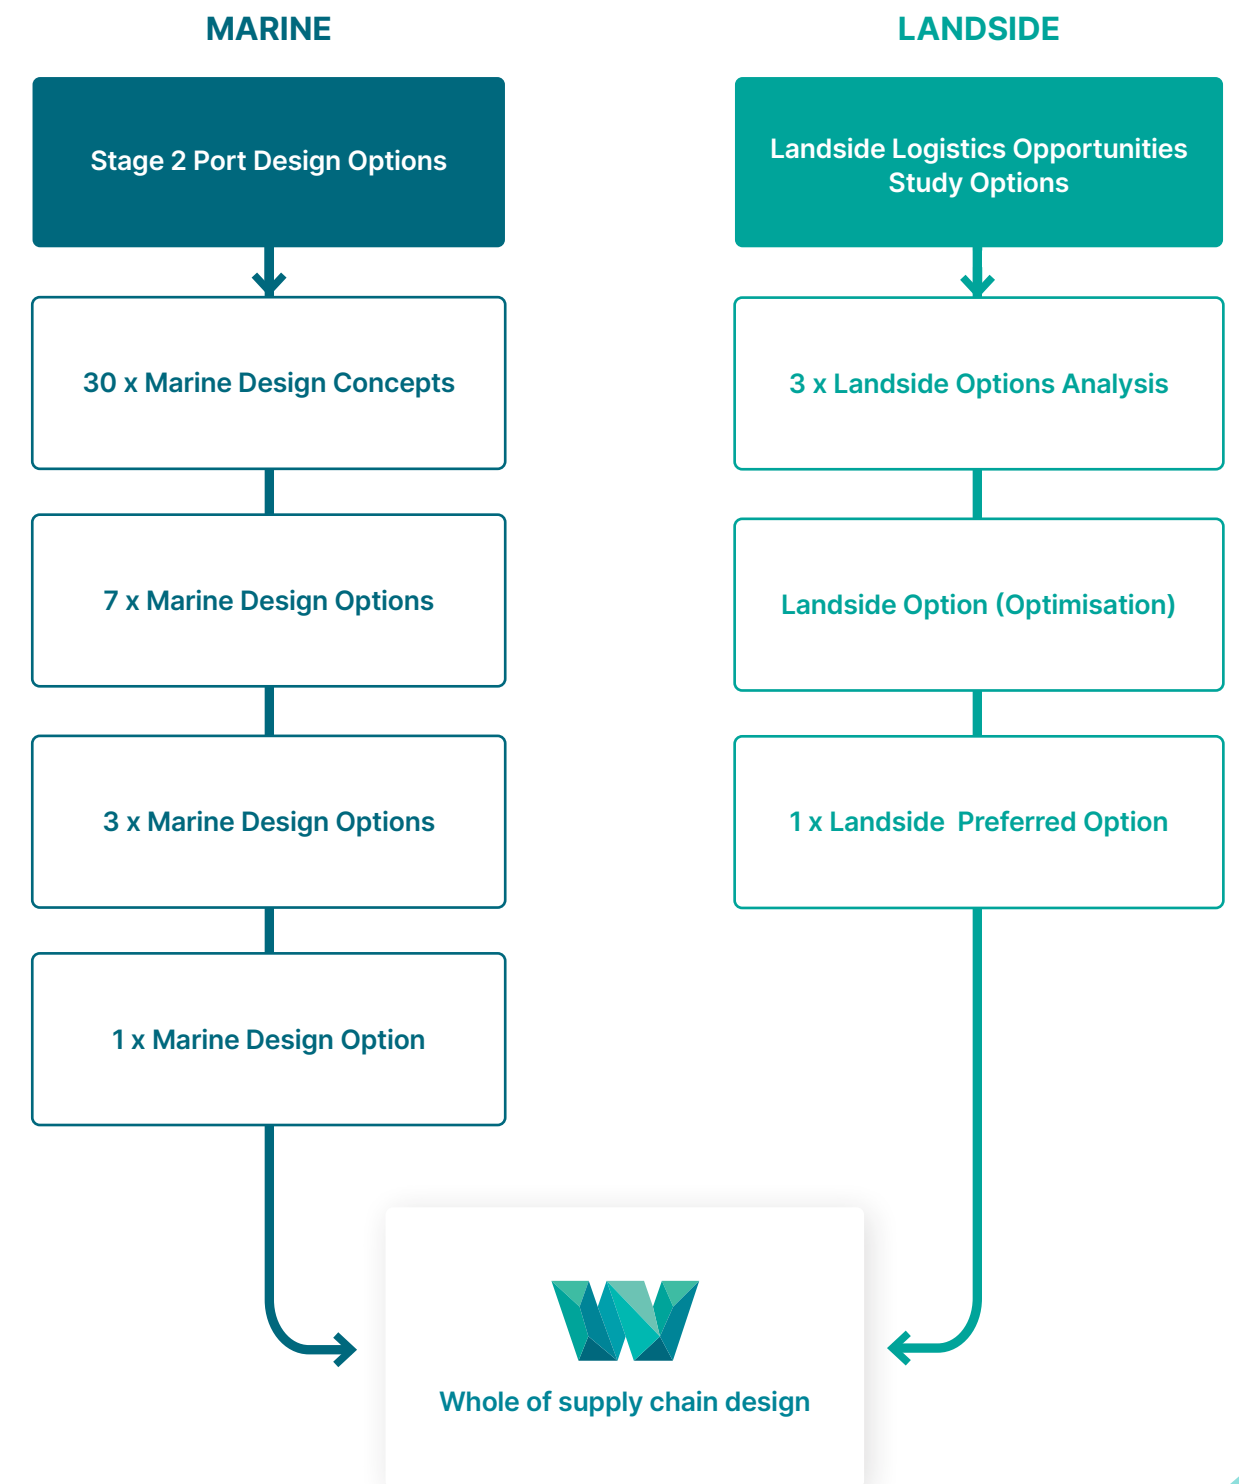 MARINE
Stage 2 Port Design Options
30 x Marine Design Concepts
7 x Marine Design Options
3 x Marine Design Options
1 x Marine Design Option
LANDSIDE
Landside Logistics Opportunities
Study Options
3 x Landside Options Analysis
Landside Option (Optimisation)
1 x Landside Preferred Option
Whole of supply chain design